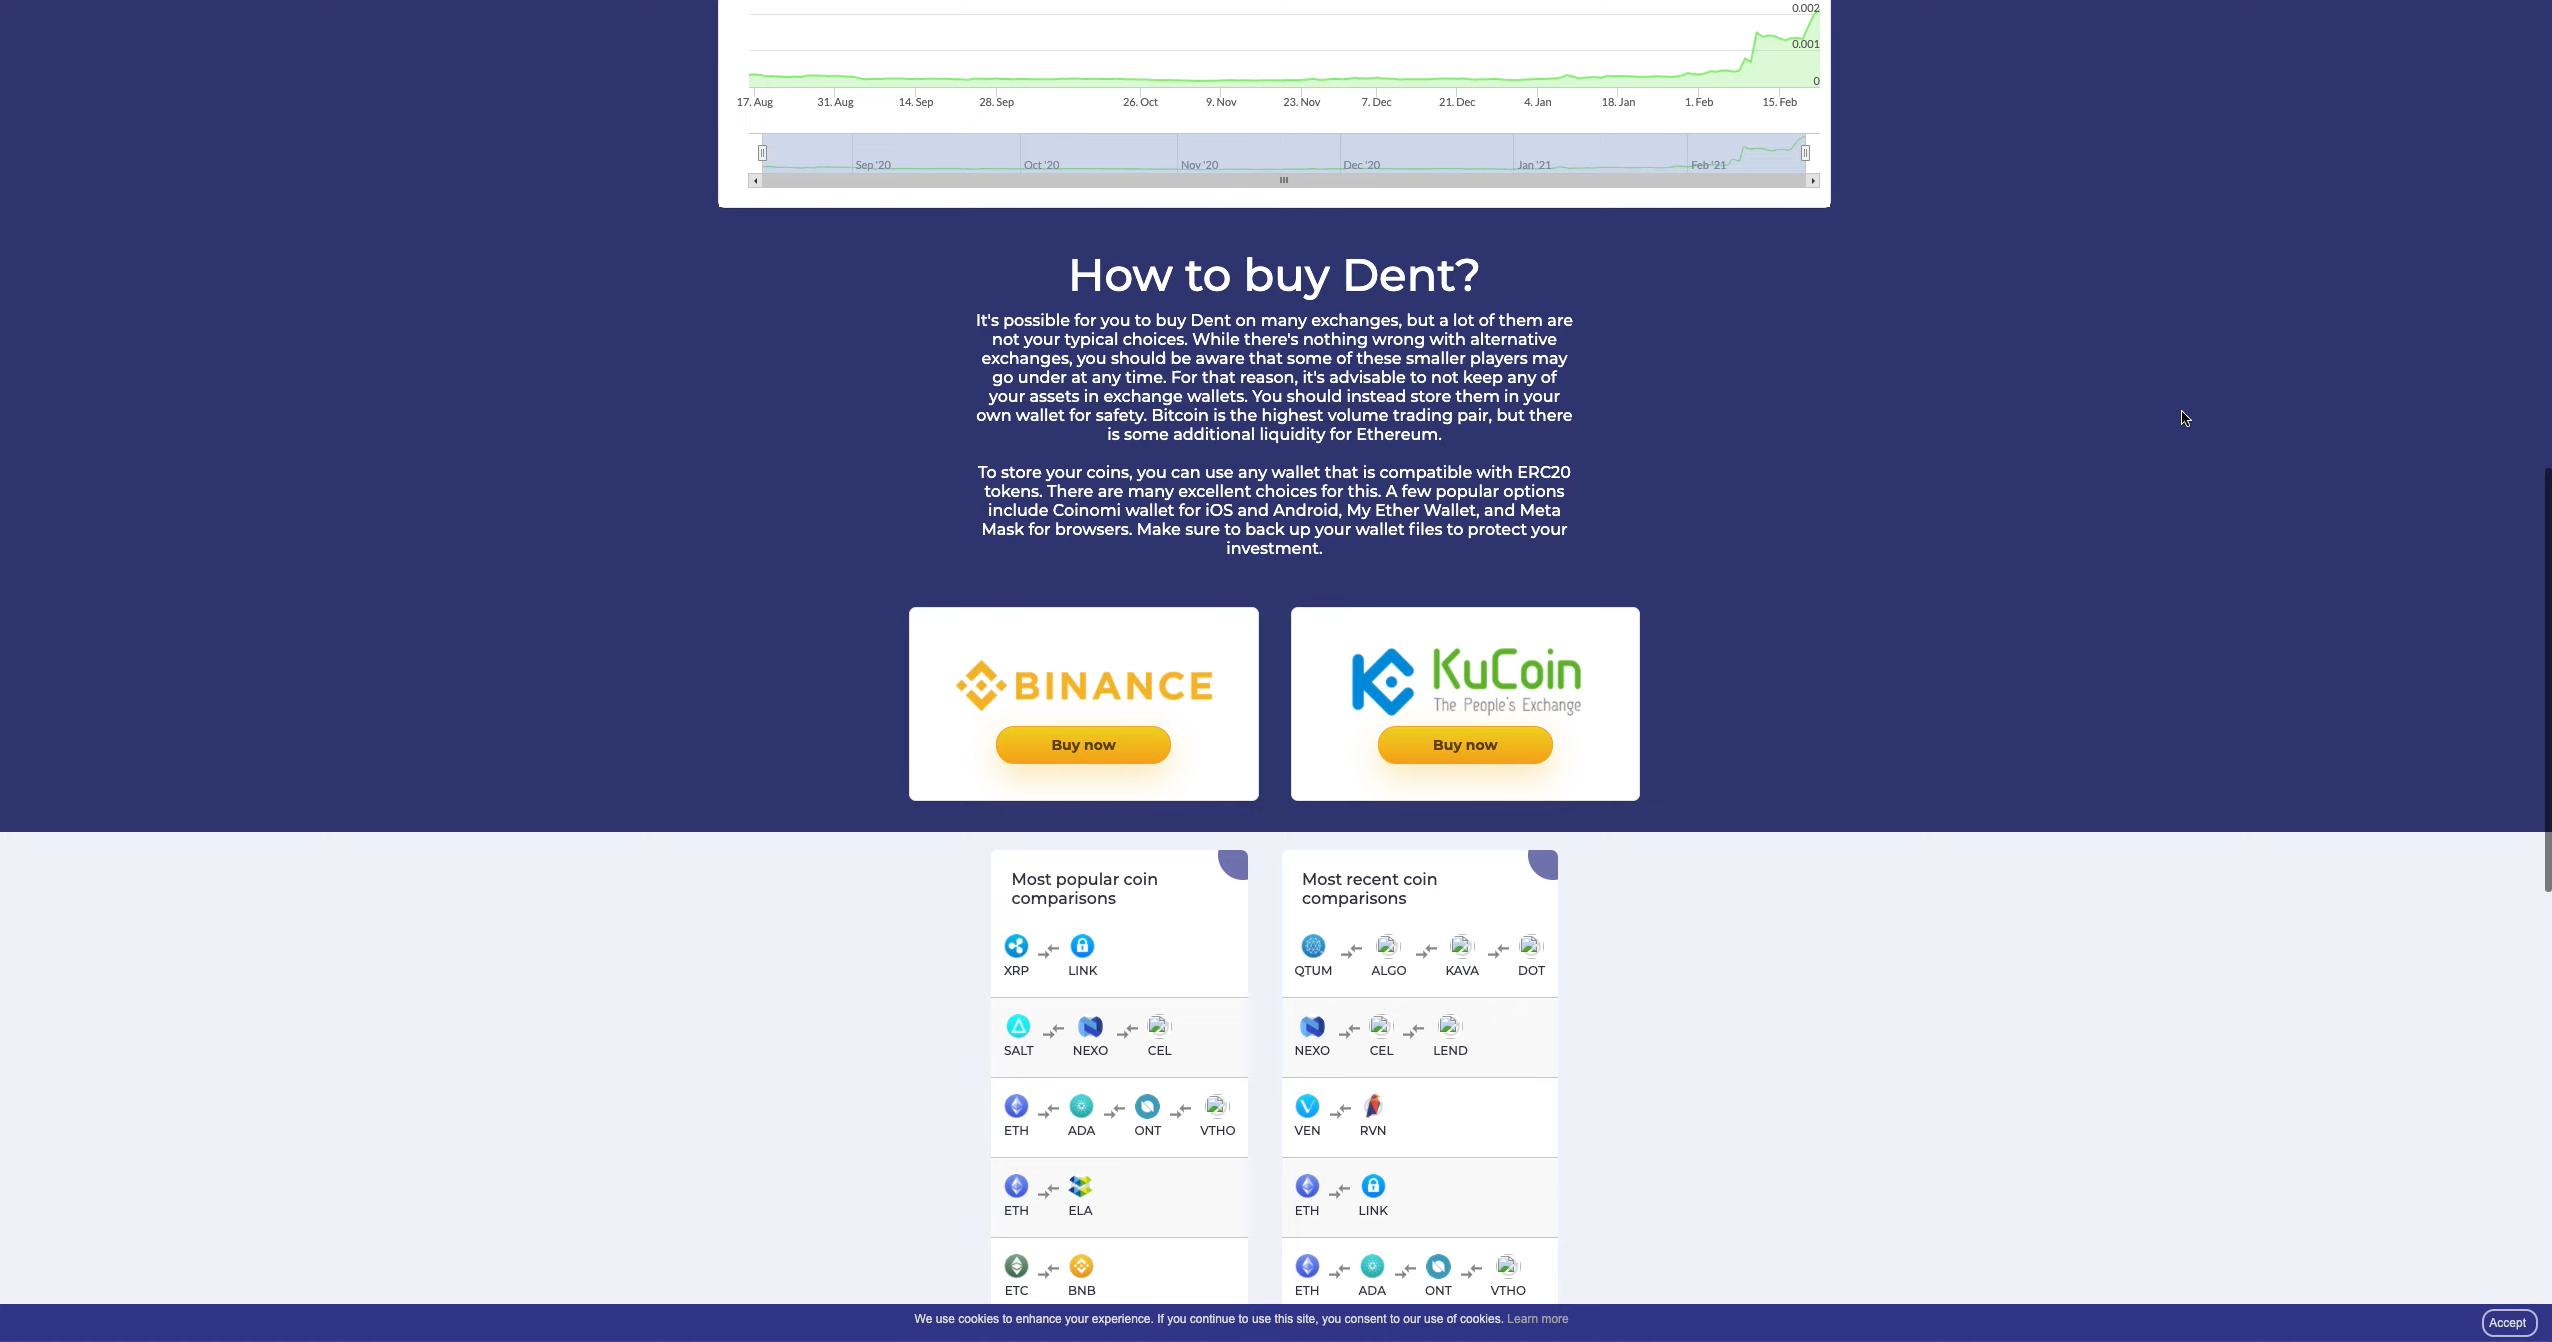 0.002
0.001
0
17. Aug 31. Aug 14. Sep 28. Sep 26. Oct 9. Nov 23. Nov 7. Dec 21. Dec 4. Jan 18. Jan 1. Feb 15. Feb
Sep '20 Oct '20 Nov '20 Dec '20 Jan '21 Feb '21
How to buy Dent?
It's possible for you to buy Dent on many exchanges, but a lot of them are
not your typical choices. While there's nothing wrong with alternative
exchanges, you should be aware that some of these smaller players may
go under at any time. For that reason, it's advisable to not keep any of
your assets in exchange wallets. You should instead store them in your
own wallet for safety. Bitcoin is the highest volume trading pair, but there
is some additional liquidity for Ethereum.
To store your coins, you can use any wallet that is compatible with ERC20
tokens. There are many excellent choices for this. A few popular options
include Coinomi wallet for iOS and Android, My Ether Wallet, and Meta
Mask for browsers. Make sure to back up your wallet files to protect your
investment.
BINANCE
Buy now
KuCoin
The People's Exchange
Buy now
Most popular coin
comparisons
XRP LINK
SALT NEXO CEL
ETH ADA ONT VTHO
ETH ELA
ETC BNB
Most recent coin
comparisons
QTUM ALGO KAVA DOT
NEXO CEL LEND
VEN RVN
ETH LINK
ETH ADA ONT VTHO
We use cookies to enhance your experience. If you continue to use this site, you consent to our use of cookies. Learn more
Accept